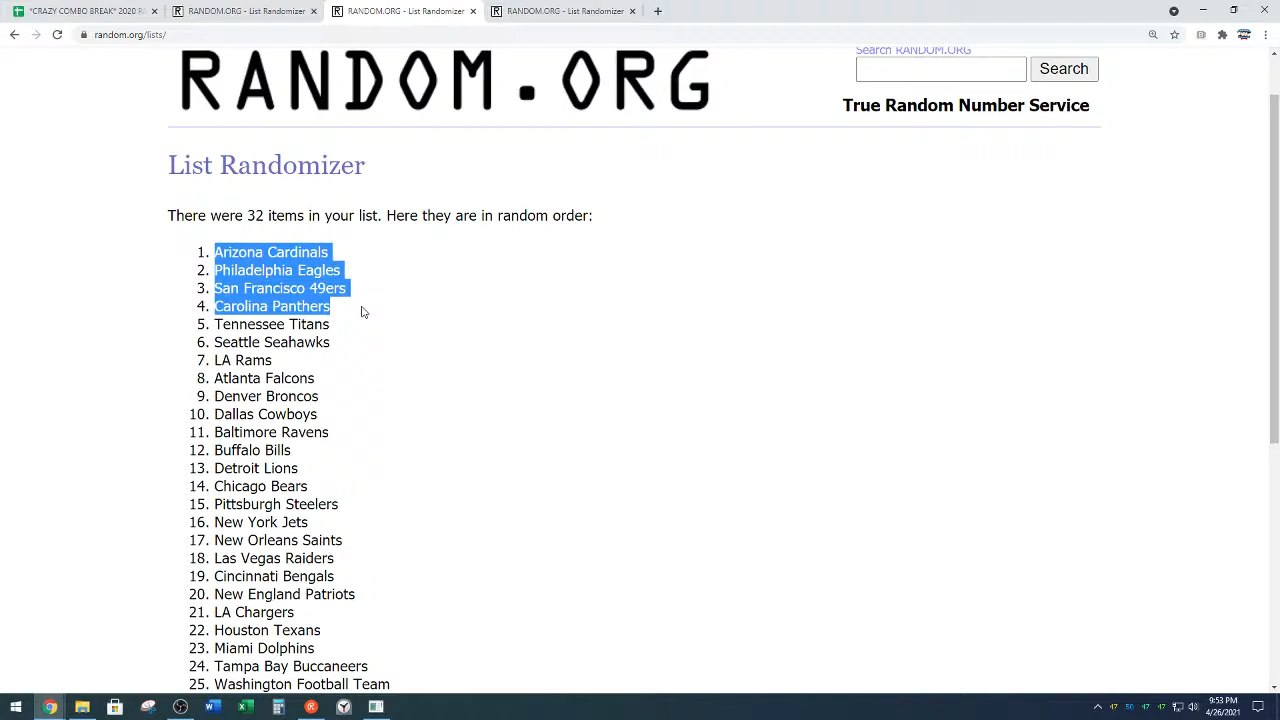 *CRAZY COMBO BREAK* 2020 P
RANDOM.ORG - List Randomizer
RANDOM.ORG - List Randomizer
RANDOM.ORG - List Randomizer
random.org/lists/
RANDOM.ORG
Search RANDOM.ORG
Search
True Random Number Service
List Randomizer
There were 32 items in your list. Here they are in random order:
1. Arizona Cardinals
2. Philadelphia Eagles
3. San Francisco 49ers
4. Carolina Panthers
5. Tennessee Titans
6. Seattle Seahawks
7. LA Rams
8. Atlanta Falcons
9. Denver Broncos
10. Dallas Cowboys
11. Baltimore Ravens
12. Buffalo Bills
13. Detroit Lions
14. Chicago Bears
15. Pittsburgh Steelers
16. New York Jets
17. New Orleans Saints
18. Las Vegas Raiders
19. Cincinnati Bengals
20. New England Patriots
21. LA Chargers
22. Houston Texans
23. Miami Dolphins
24. Tampa Bay Buccaneers
25. Washington Football Team
47 50 47 47
9:53 PM
4/26/2021